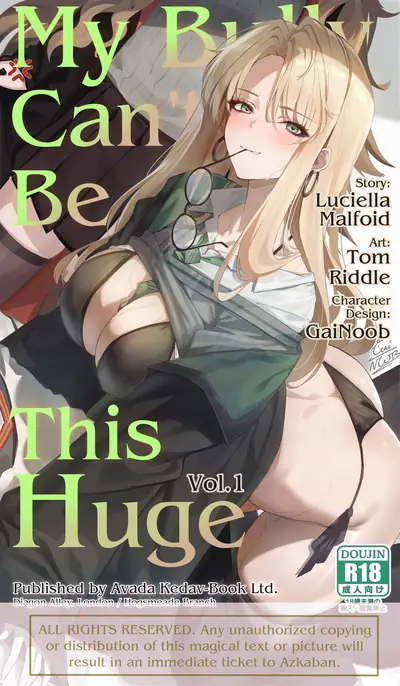 My Bully
Can't
Be
Story:
Luciella
Malfoid
Art:
Tom
Riddle
Character
Design:
GaiNoob
This
Huge
Vol.1
DOUJIN
R18
成人向け
Published by Avada Kedav-Book Ltd.
Diagon Alley, London / Hogsmeade Branch
ALL RIGHTS RESERVED. Any unauthorized copying
or distribution of this magical text or picture will
result in an immediate ticket to Azkaban.